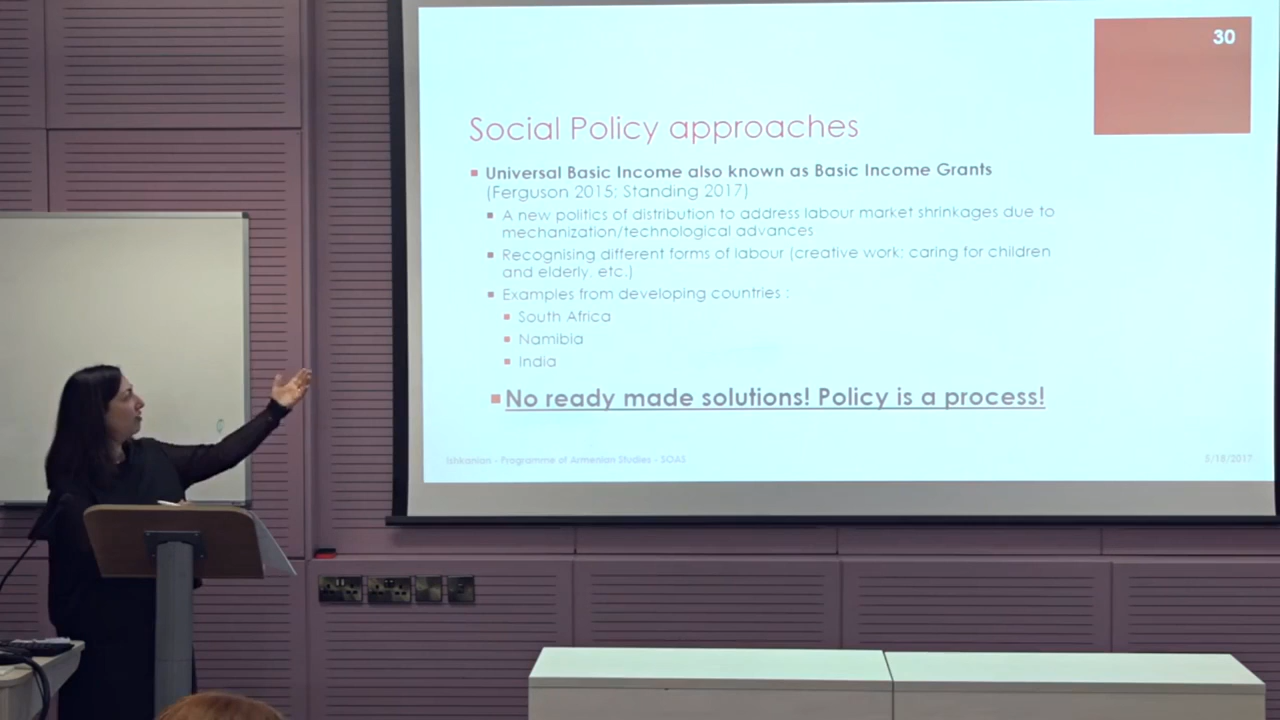 30
Social Policy approaches
Universal Basic Income also known as Basic Income Grants
(Ferguson 2015; Standing 2017)
A new politics of distribution to address labour market shrinkages due to
mechanization/technological advances
Recognising different forms of labour (creative work; caring for children
and elderly, etc.)
Examples from developing countries :
South Africa
Namibia
India
No ready made solutions! Policy is a process!
Ishkanian - Programme of Armenian Studies - SOAS
5/18/2017